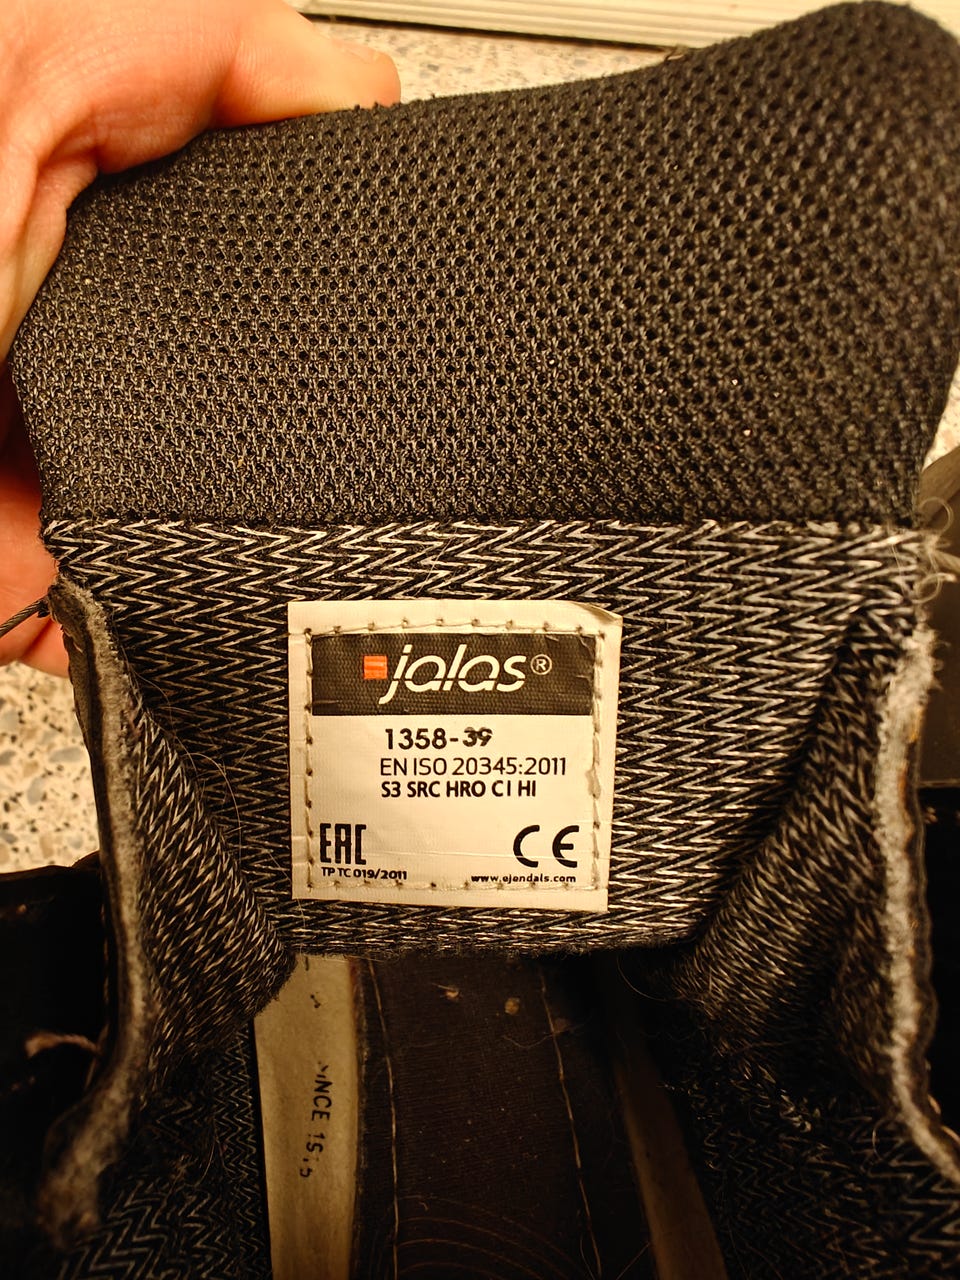 jalas®
1358-39
EN ISO 20345:2011
S3 SRC HRO CI HI
EAC
TP TC 019/2011
CE
www.ejendals.com